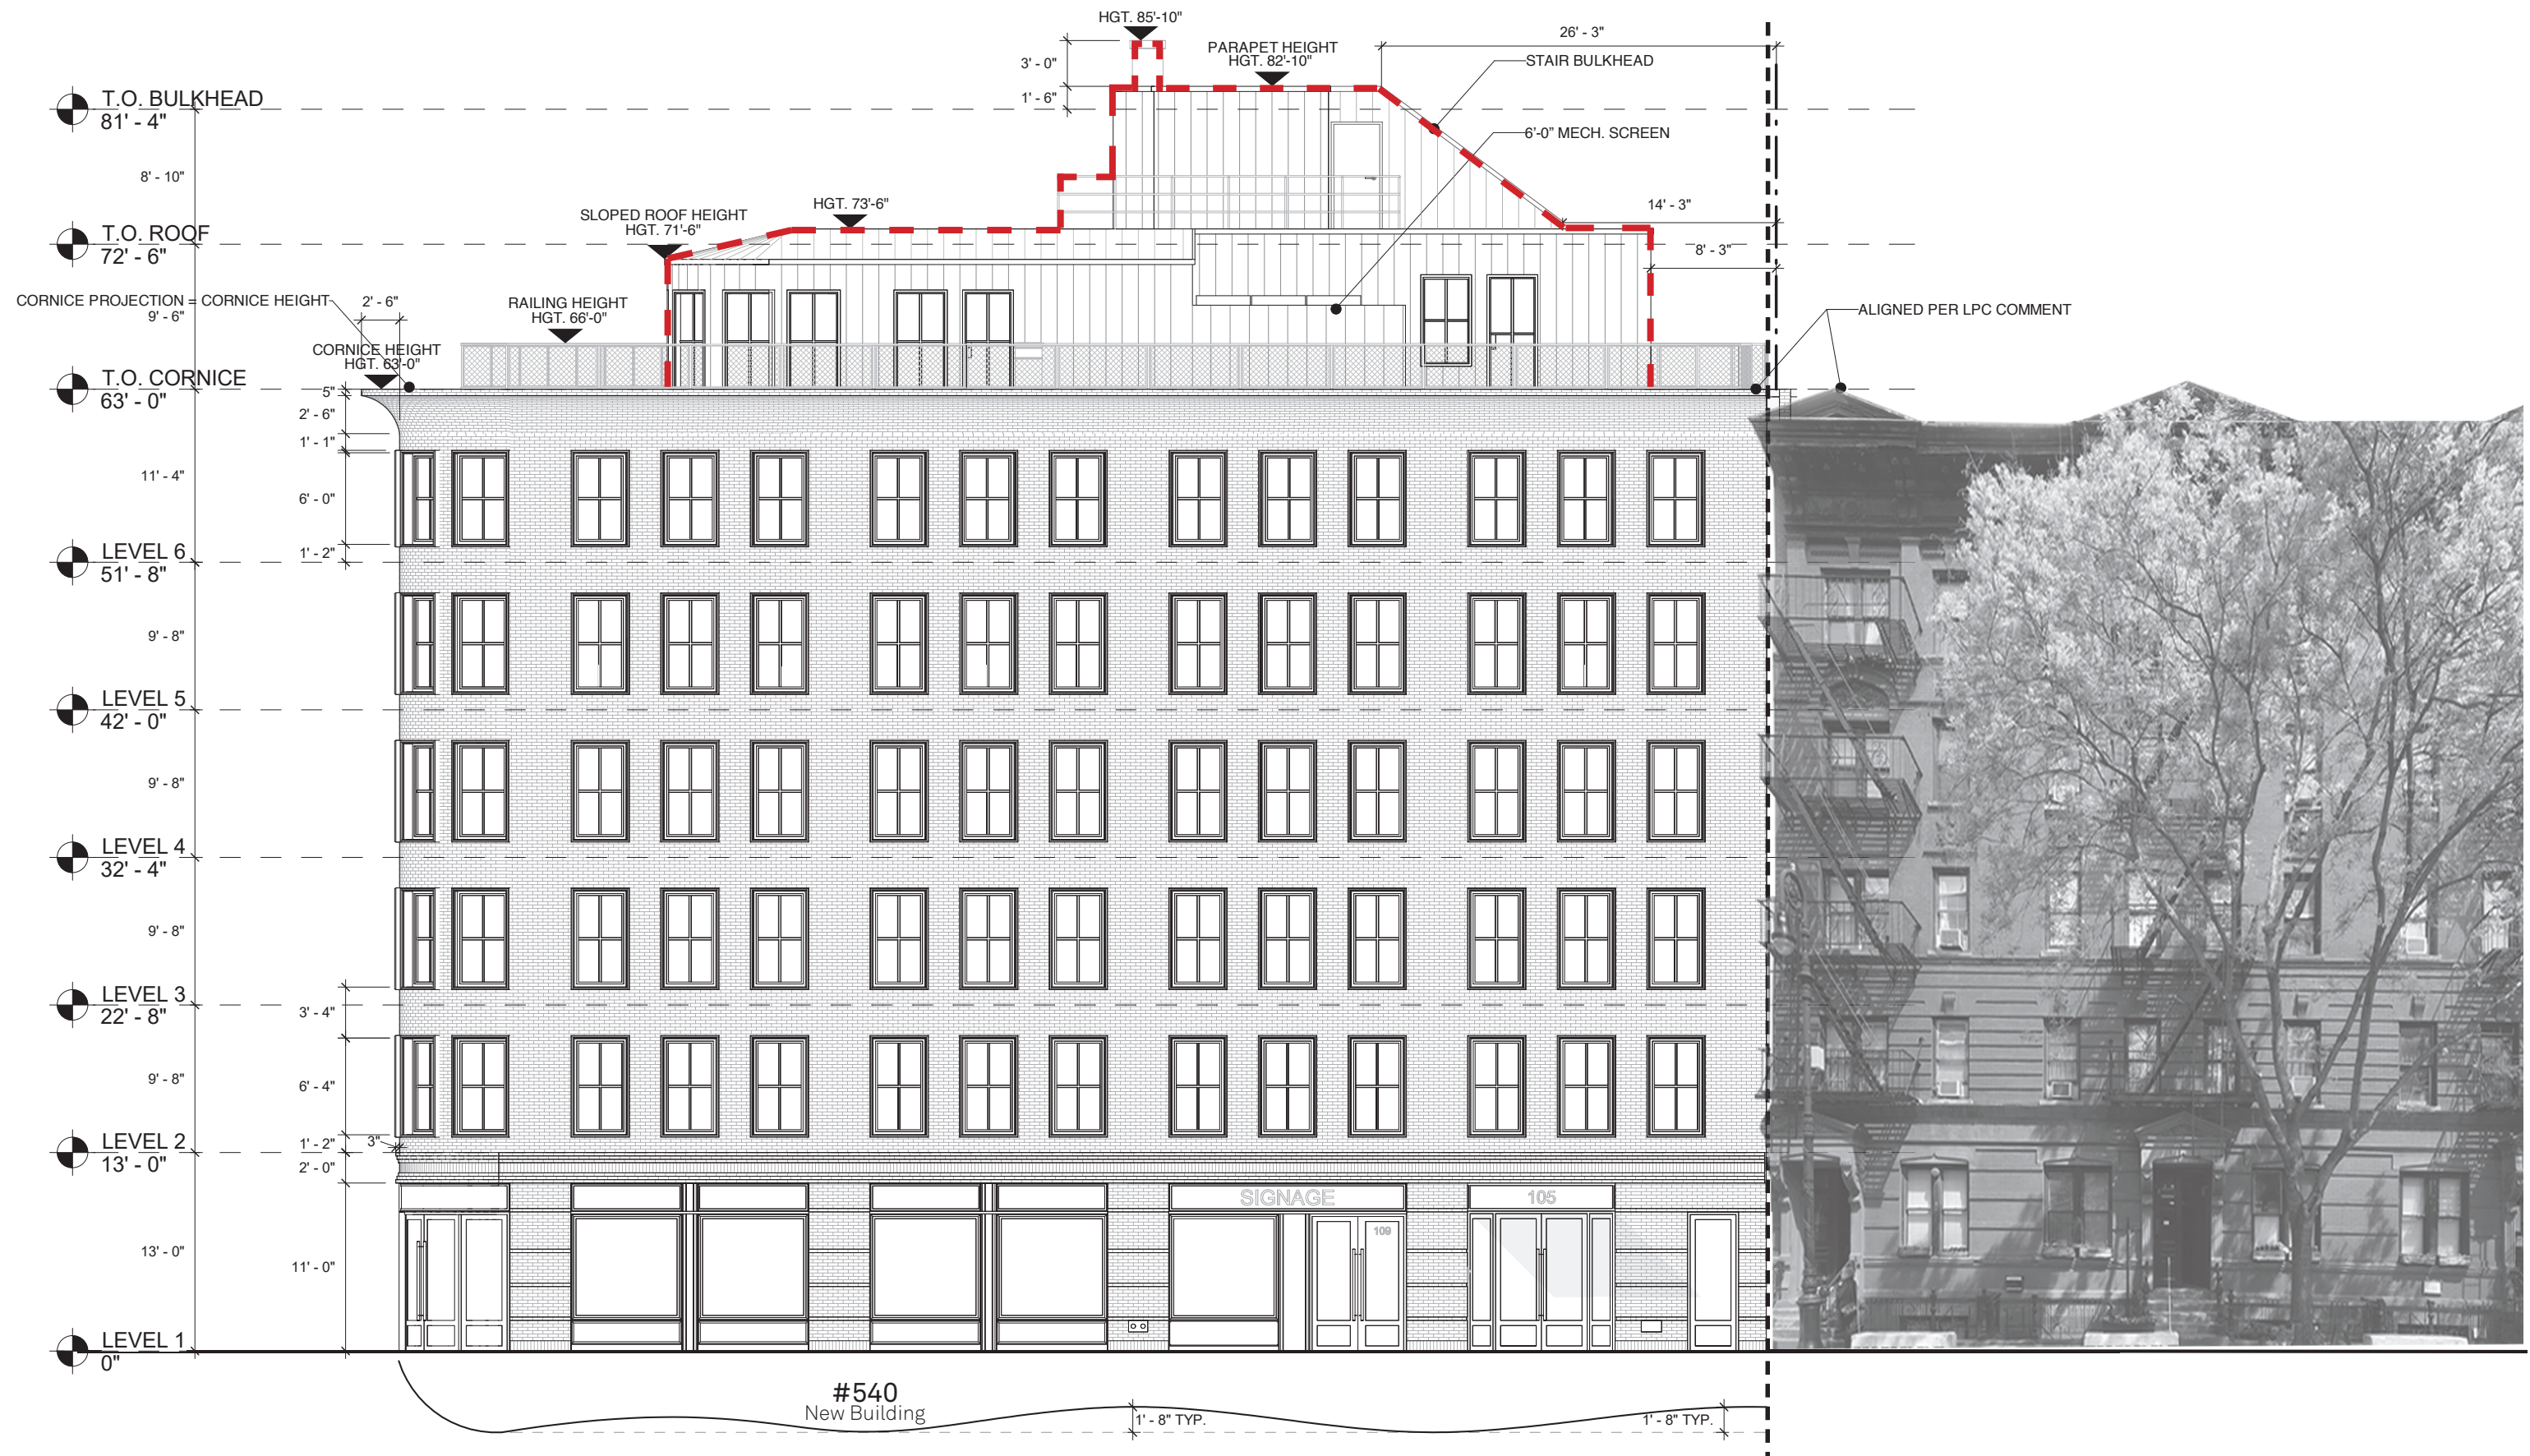 HGT. 85'-10"
26' - 3"
3' - 0"
PARAPET HEIGHT
HGT. 82'-10"
STAIR BULKHEAD
T.O. BULKHEAD
81' - 4"
1' - 6"
6'-0" MECH. SCREEN
8' - 10"
HGT. 73'-6"
14' - 3"
SLOPED ROOF HEIGHT
HGT. 71'-6"
T.O. ROOF
72' - 6"
8' - 3"
CORNICE PROJECTION = CORNICE HEIGHT
9' - 6"
2' - 6"
RAILING HEIGHT
HGT. 66'-0"
ALIGNED PER LPC COMMENT
CORNICE HEIGHT
HGT. 63'-0"
T.O. CORNICE
63' - 0"
5"
2' - 6"
1' - 1"
11' - 4"
6' - 0"
1' - 2"
LEVEL 6
51' - 8"
9' - 8"
LEVEL 5
42' - 0"
9' - 8"
LEVEL 4
32' - 4"
9' - 8"
LEVEL 3
22' - 8"
3' - 4"
9' - 8"
6' - 4"
LEVEL 2
13' - 0"
3"
1' - 2"
2' - 0"
SIGNAGE
105
109
13' - 0"
11' - 0"
LEVEL 1
0"
#540
New Building
1' - 8" TYP.
1' - 8" TYP.